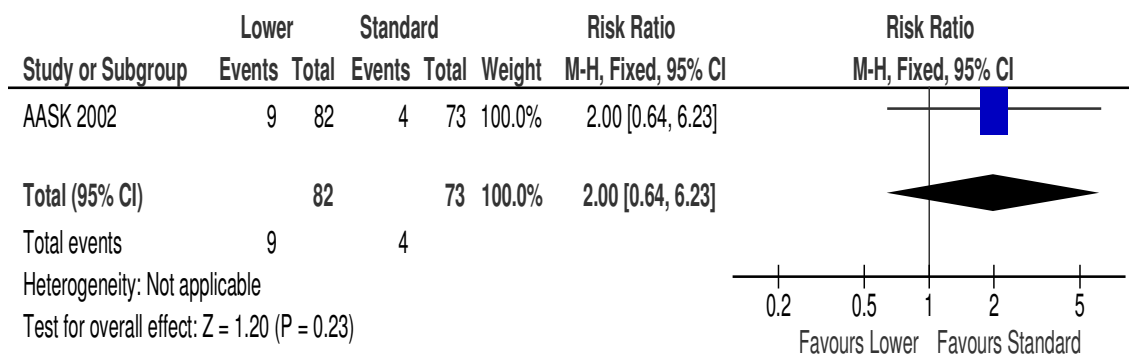 Lower Standard Risk Ratio Risk Ratio
Study or Subgroup Events Total Events Total Weight M-H, Fixed, 95% CI M-H, Fixed, 95% CI
AASK 2002 9 82 4 73 100.0% 2.00 [0.64, 6.23]
Total (95% CI) 82 73 100.0% 2.00 [0.64, 6.23]
Total events 9 4
Heterogeneity: Not applicable
Test for overall effect: Z = 1.20 (P = 0.23)
0.2 0.5 1 2 5
Favours Lower Favours Standard